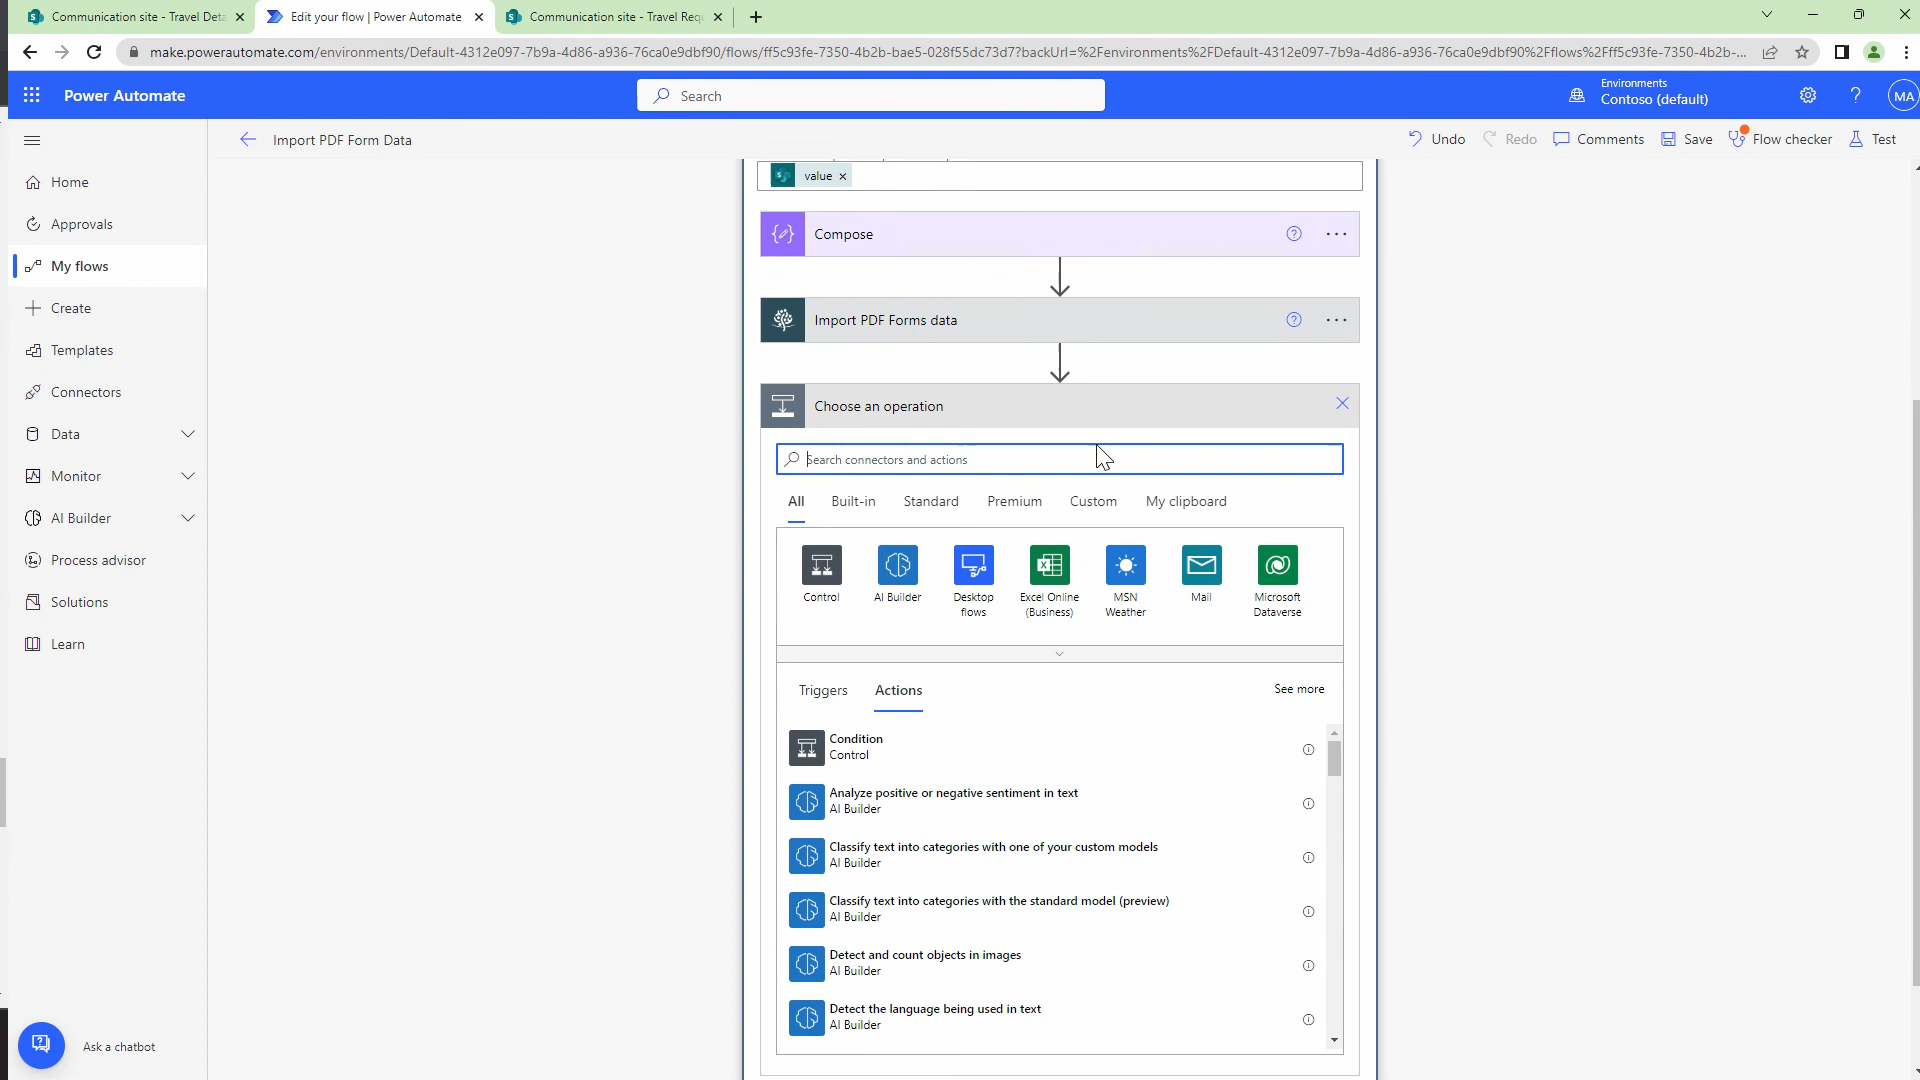 Communication site - Travel Deta
Edit your flow | Power Automate
Communication site - Travel Requ
make.powerautomate.com/environments/Default-4312e097-7b9a-4d86-a936-76ca0e9dbf90/flows/ff5c93fe-7350-4b2b-bae5-028f55dc73d7?backUrl=%2Fenvironments%2FDefault-4312e097-7b9a-4d86-a936-76ca0e9dbf90%2Fflows%2Fff5c93fe-7350-4b2b-...
Power Automate
Search
Environments
Contoso (default)
MA
Import PDF Form Data
Undo
Redo
Comments
Save
Flow checker
Test
Home
Approvals
My flows
Create
Templates
Connectors
Data
Monitor
AI Builder
Process advisor
Solutions
Learn
Ask a chatbot
value
Compose
Import PDF Forms data
Choose an operation
Search connectors and actions
All
Built-in
Standard
Premium
Custom
My clipboard
Control
AI Builder
Desktop
flows
Excel Online
(Business)
MSN
Weather
Mail
Microsoft
Dataverse
Triggers
Actions
See more
Condition
Control
Analyze positive or negative sentiment in text
AI Builder
Classify text into categories with one of your custom models
AI Builder
Classify text into categories with the standard model (preview)
AI Builder
Detect and count objects in images
AI Builder
Detect the language being used in text
AI Builder